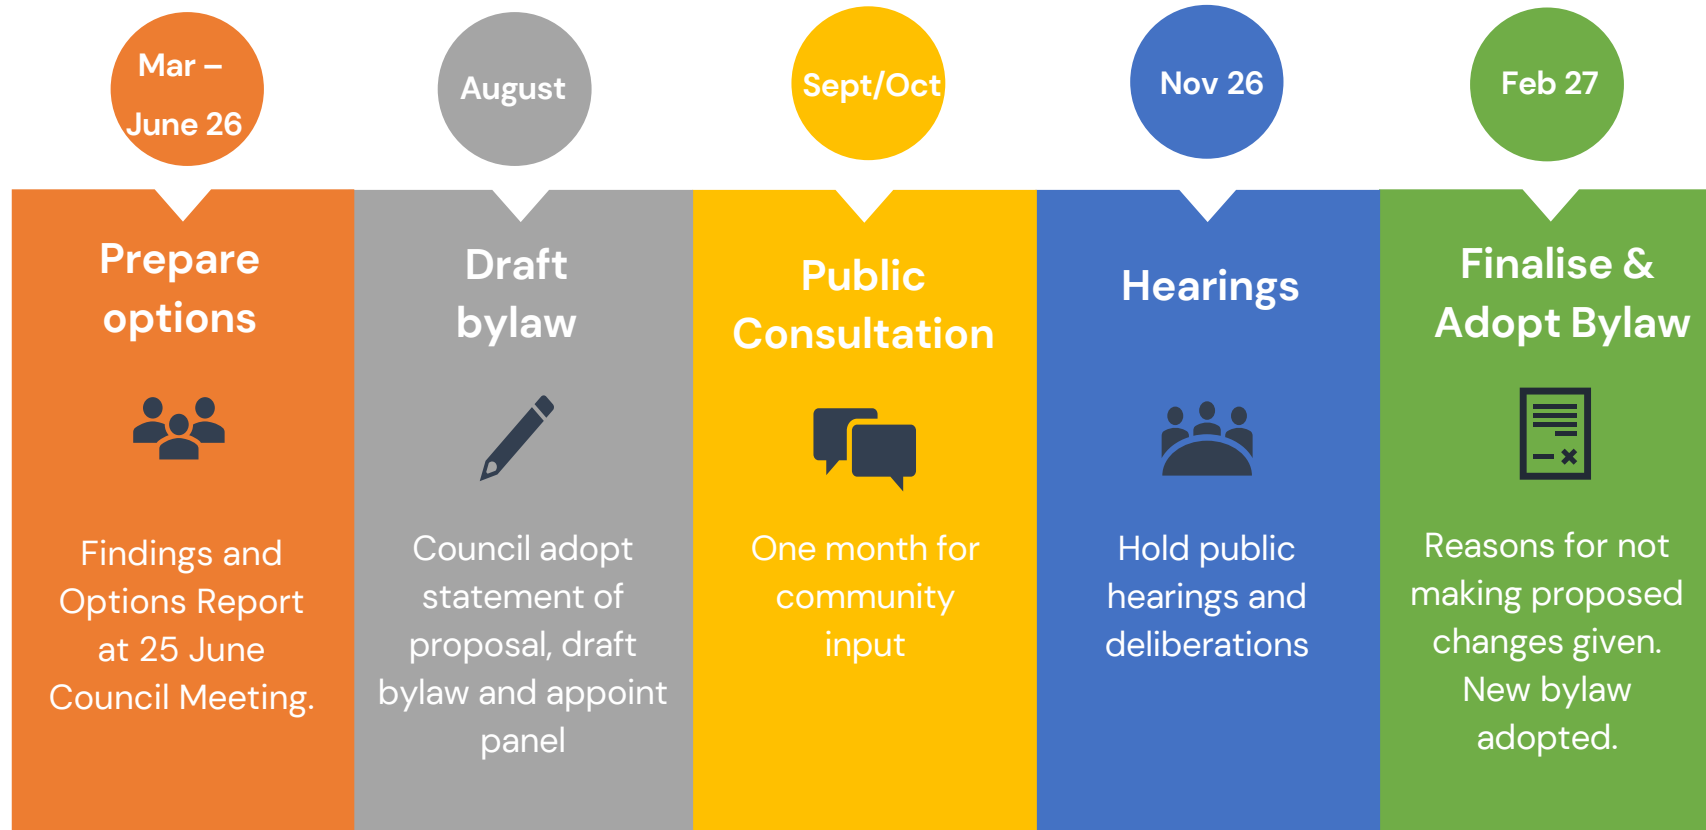 Mar –
June 26
August
Sept/Oct
Nov 26
Feb 27
Prepare
options
Findings and
Options Report
at 25 June
Council Meeting.
Draft
bylaw
Council adopt
statement of
proposal, draft
bylaw and appoint
panel
Public
Consultation
One month for
community
input
Hearings
Hold public
hearings and
deliberations
Finalise &
Adopt Bylaw
Reasons for not
making proposed
changes given.
New bylaw
adopted.